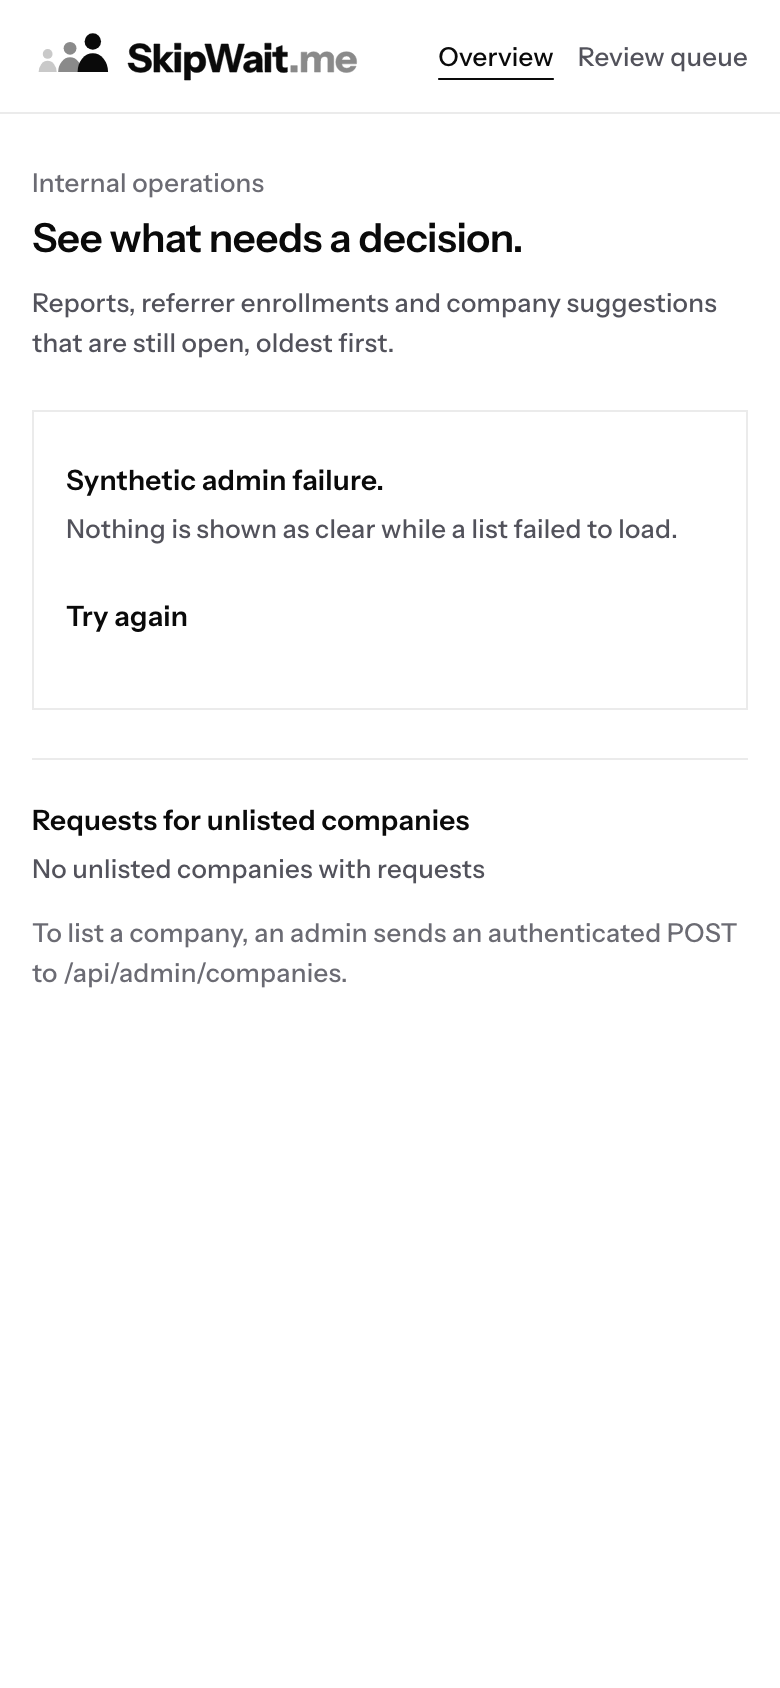 SkipWait.me
Overview
Review queue
Internal operations
See what needs a decision.
Reports, referrer enrollments and company suggestions
that are still open, oldest first.
Synthetic admin failure.
Nothing is shown as clear while a list failed to load.
Try again
Requests for unlisted companies
No unlisted companies with requests
To list a company, an admin sends an authenticated POST
to /api/admin/companies.